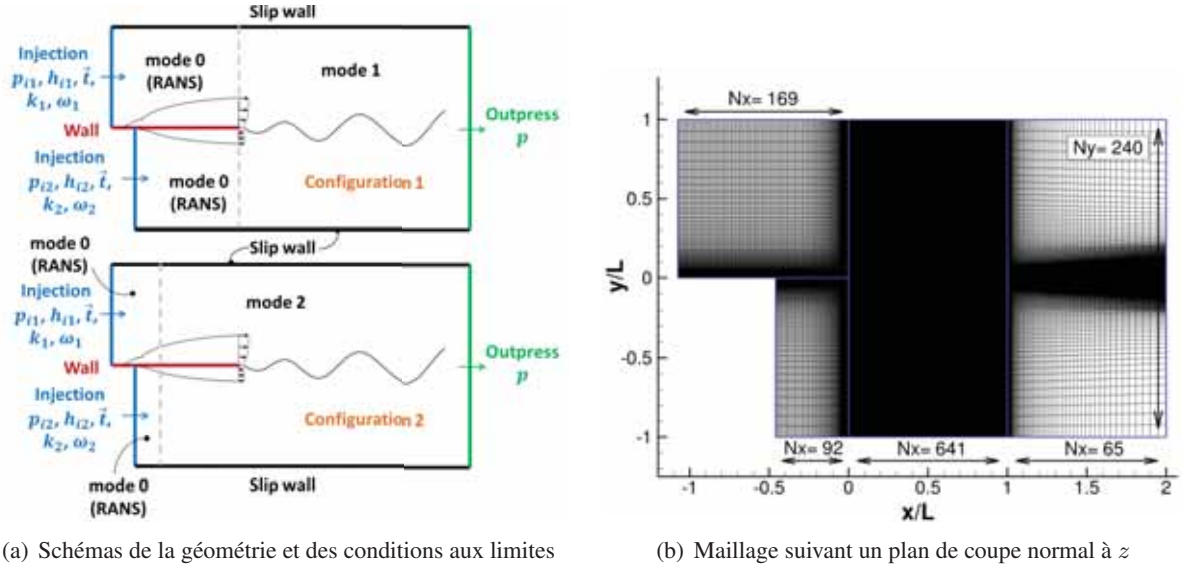 Slip wall
Injection
p_{i1}, h_{i1}, \vec{t},
k_1, ω_1
mode 0
(RANS)
mode 1
Outpress
p
Wall
Injection
p_{i2}, h_{i2}, \vec{t},
k_2, ω_2
mode 0
(RANS)
Configuration 1
Slip wall
mode 0
(RANS)
Injection
p_{i1}, h_{i1}, \vec{t},
k_1, ω_1
mode 2
Outpress
p
Wall
Injection
p_{i2}, h_{i2}, \vec{t},
k_2, ω_2
Configuration 2
mode 0
(RANS)
Slip wall
(a) Schémas de la géométrie et des conditions aux limites
Nx= 169
Ny= 240
1
0.5
0
-0.5
-1
y/L
Nx= 92
Nx= 641
Nx= 65
-1
-0.5
0
0.5
1
1.5
2
x/L
(b) Maillage suivant un plan de coupe normal à z